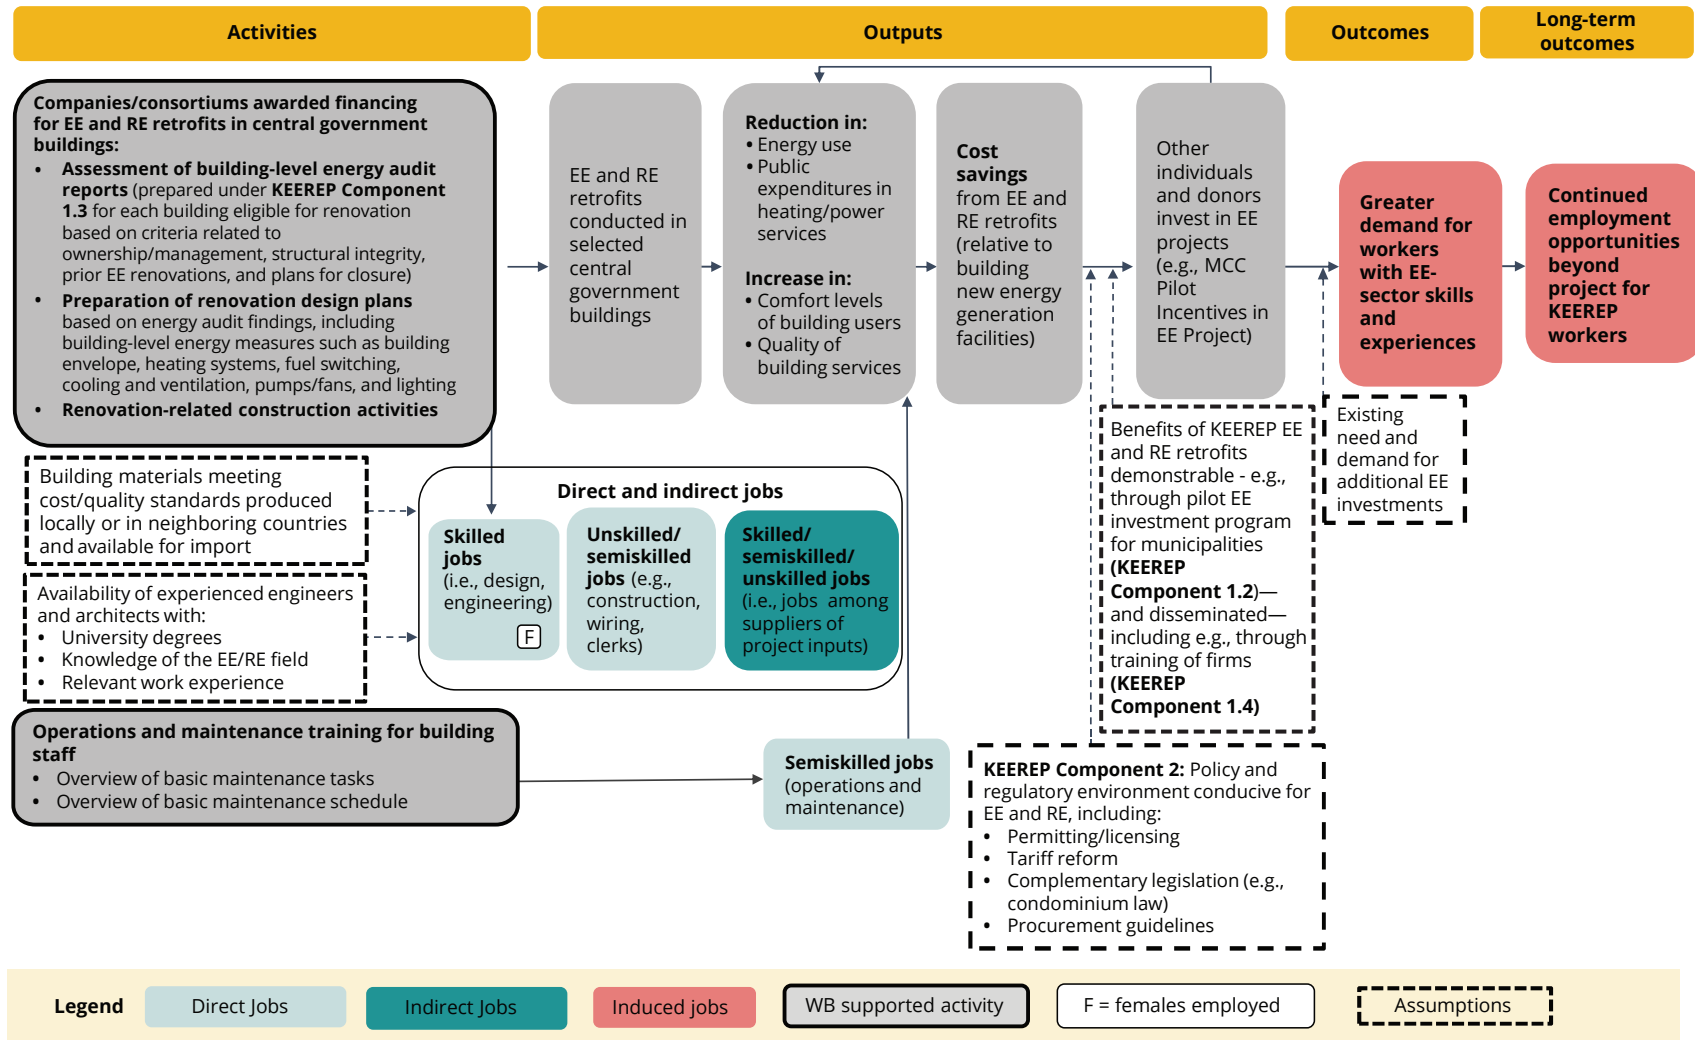 Activities
Outputs
Outcomes
Long-term
outcomes
Companies/consortiums awarded financing
for EE and RE retrofits in central government
buildings:
• Assessment of building-level energy audit
reports (prepared under KEEREP Component
1.3 for each building eligible for renovation
based on criteria related to
ownership/management, structural integrity,
prior EE renovations, and plans for closure)
• Preparation of renovation design plans
based on energy audit findings, including
building-level energy measures such as building
envelope, heating systems, fuel switching,
cooling and ventilation, pumps/fans, and lighting
• Renovation-related construction activities
EE and RE
retrofits
conducted in
selected
central
government
buildings
Reduction in:
• Energy use
• Public
expenditures in
heating/power
services
Increase in:
• Comfort levels
of building users
• Quality of
building services
Cost
savings
from EE and
RE retrofits
(relative to
building
new energy
generation
facilities)
Other
individuals
and donors
invest in EE
projects
(e.g., MCC
Pilot
Incentives in
EE Project)
Greater
demand for
workers
with EE-
sector skills
and
experiences
Continued
employment
opportunities
beyond
project for
KEEREP
workers
Building materials meeting
cost/quality standards produced
locally or in neighboring countries
and available for import
Availability of experienced engineers
and architects with:
• University degrees
• Knowledge of the EE/RE field
• Relevant work experience
Direct and indirect jobs
Skilled
jobs
(i.e., design,
engineering)
F
Unskilled/
semiskilled
jobs (e.g.,
construction,
wiring,
clerks)
Skilled/
semiskilled/
unskilled jobs
(i.e., jobs among
suppliers of
project inputs)
Benefits of KEEREP EE
and RE retrofits
demonstrable - e.g.,
through pilot EE
investment program
for municipalities
(KEEREP
Component 1.2)—
and disseminated—
including e.g., through
training of firms
(KEEREP
Component 1.4)
Existing
need and
demand for
additional EE
investments
Operations and maintenance training for building
staff
• Overview of basic maintenance tasks
• Overview of basic maintenance schedule
Semiskilled jobs
(operations and
maintenance)
KEEREP Component 2: Policy and
regulatory environment conducive for
EE and RE, including:
• Permitting/licensing
• Tariff reform
• Complementary legislation (e.g.,
condominium law)
• Procurement guidelines
Legend
Direct Jobs
Indirect Jobs
Induced jobs
WB supported activity
F = females employed
Assumptions